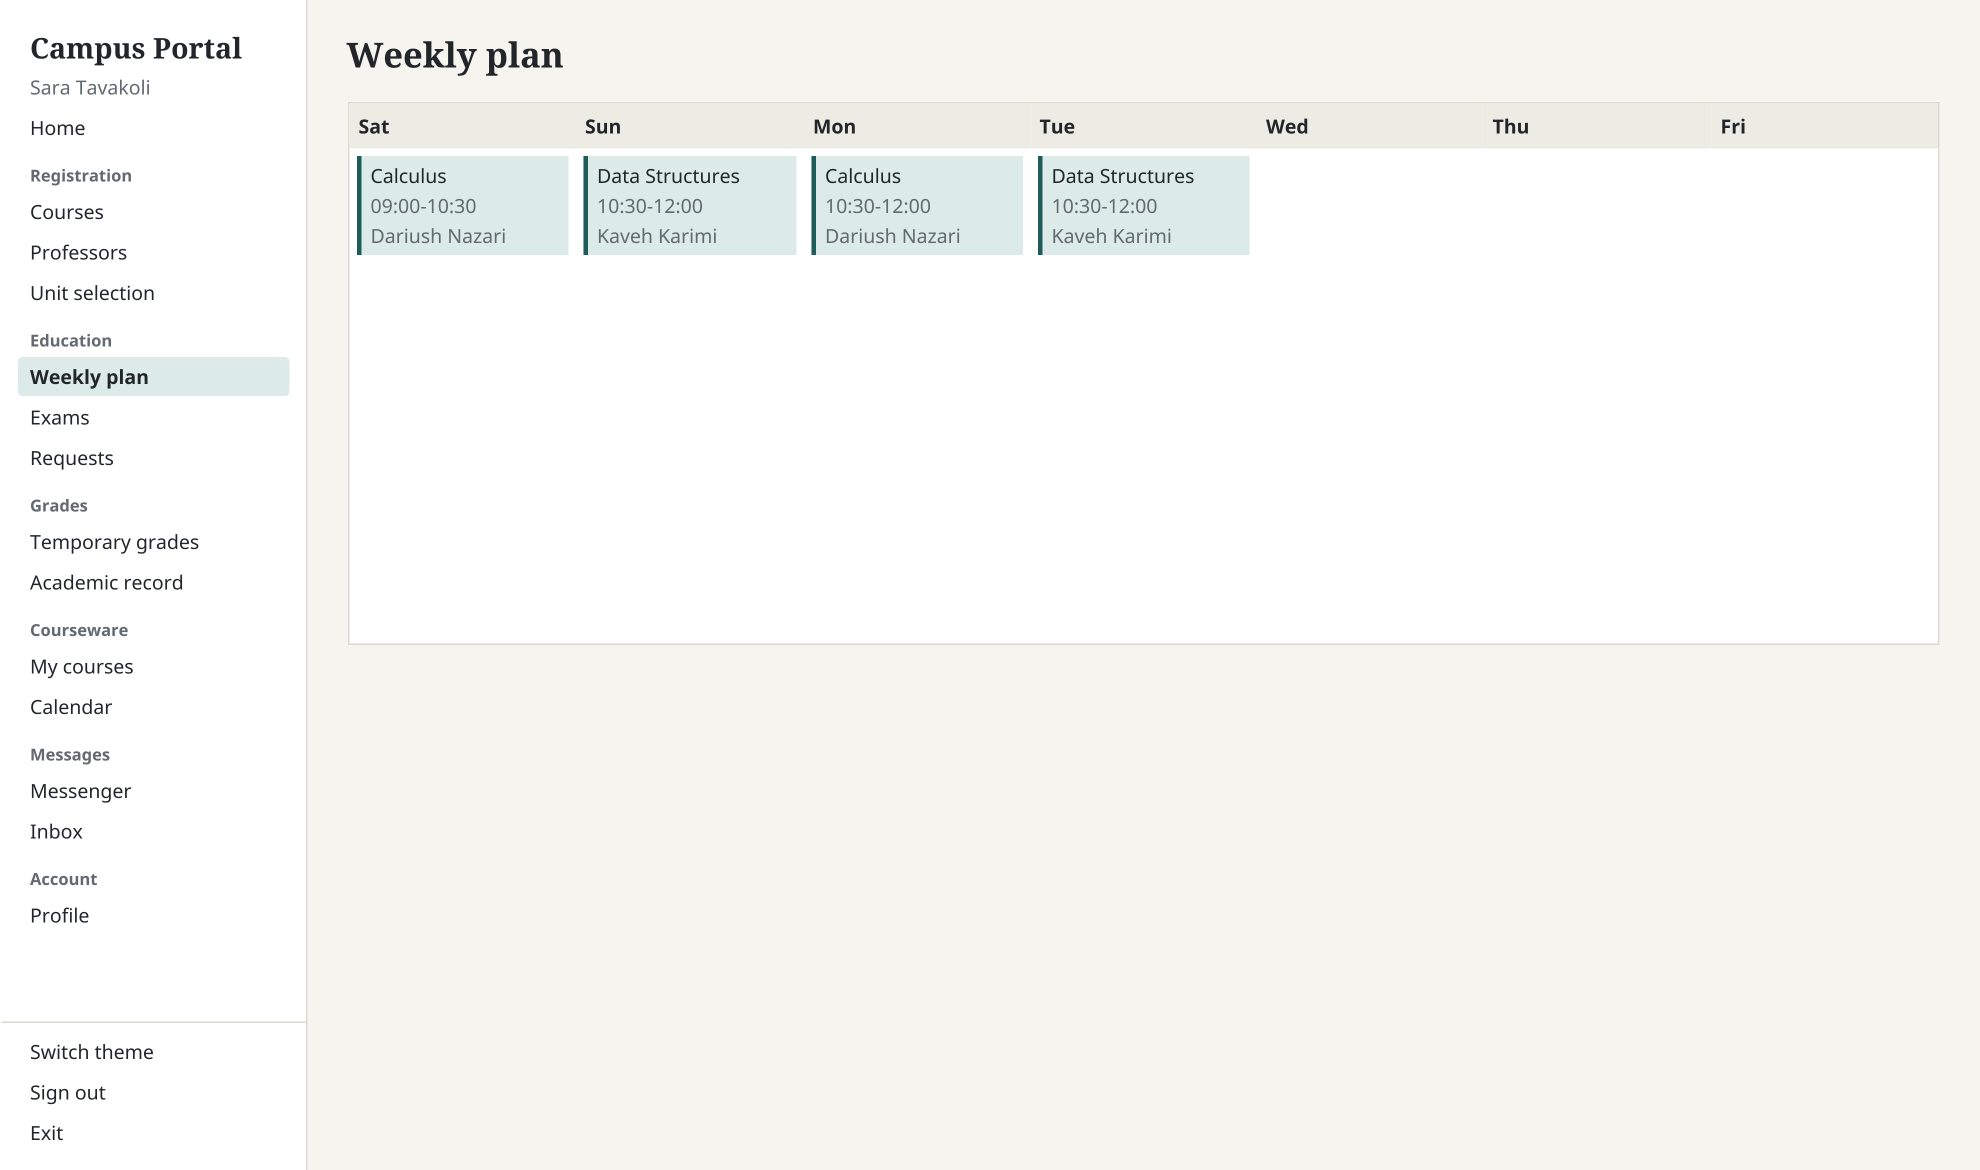 Campus Portal
Sara Tavakoli
Home
Registration
Courses
Professors
Unit selection
Education
Weekly plan
Exams
Requests
Grades
Temporary grades
Academic record
Courseware
My courses
Calendar
Messages
Messenger
Inbox
Account
Profile
Switch theme
Sign out
Exit
Weekly plan
Sat Sun Mon Tue Wed Thu Fri
Calculus
09:00-10:30
Dariush Nazari
Data Structures
10:30-12:00
Kaveh Karimi
Calculus
10:30-12:00
Dariush Nazari
Data Structures
10:30-12:00
Kaveh Karimi